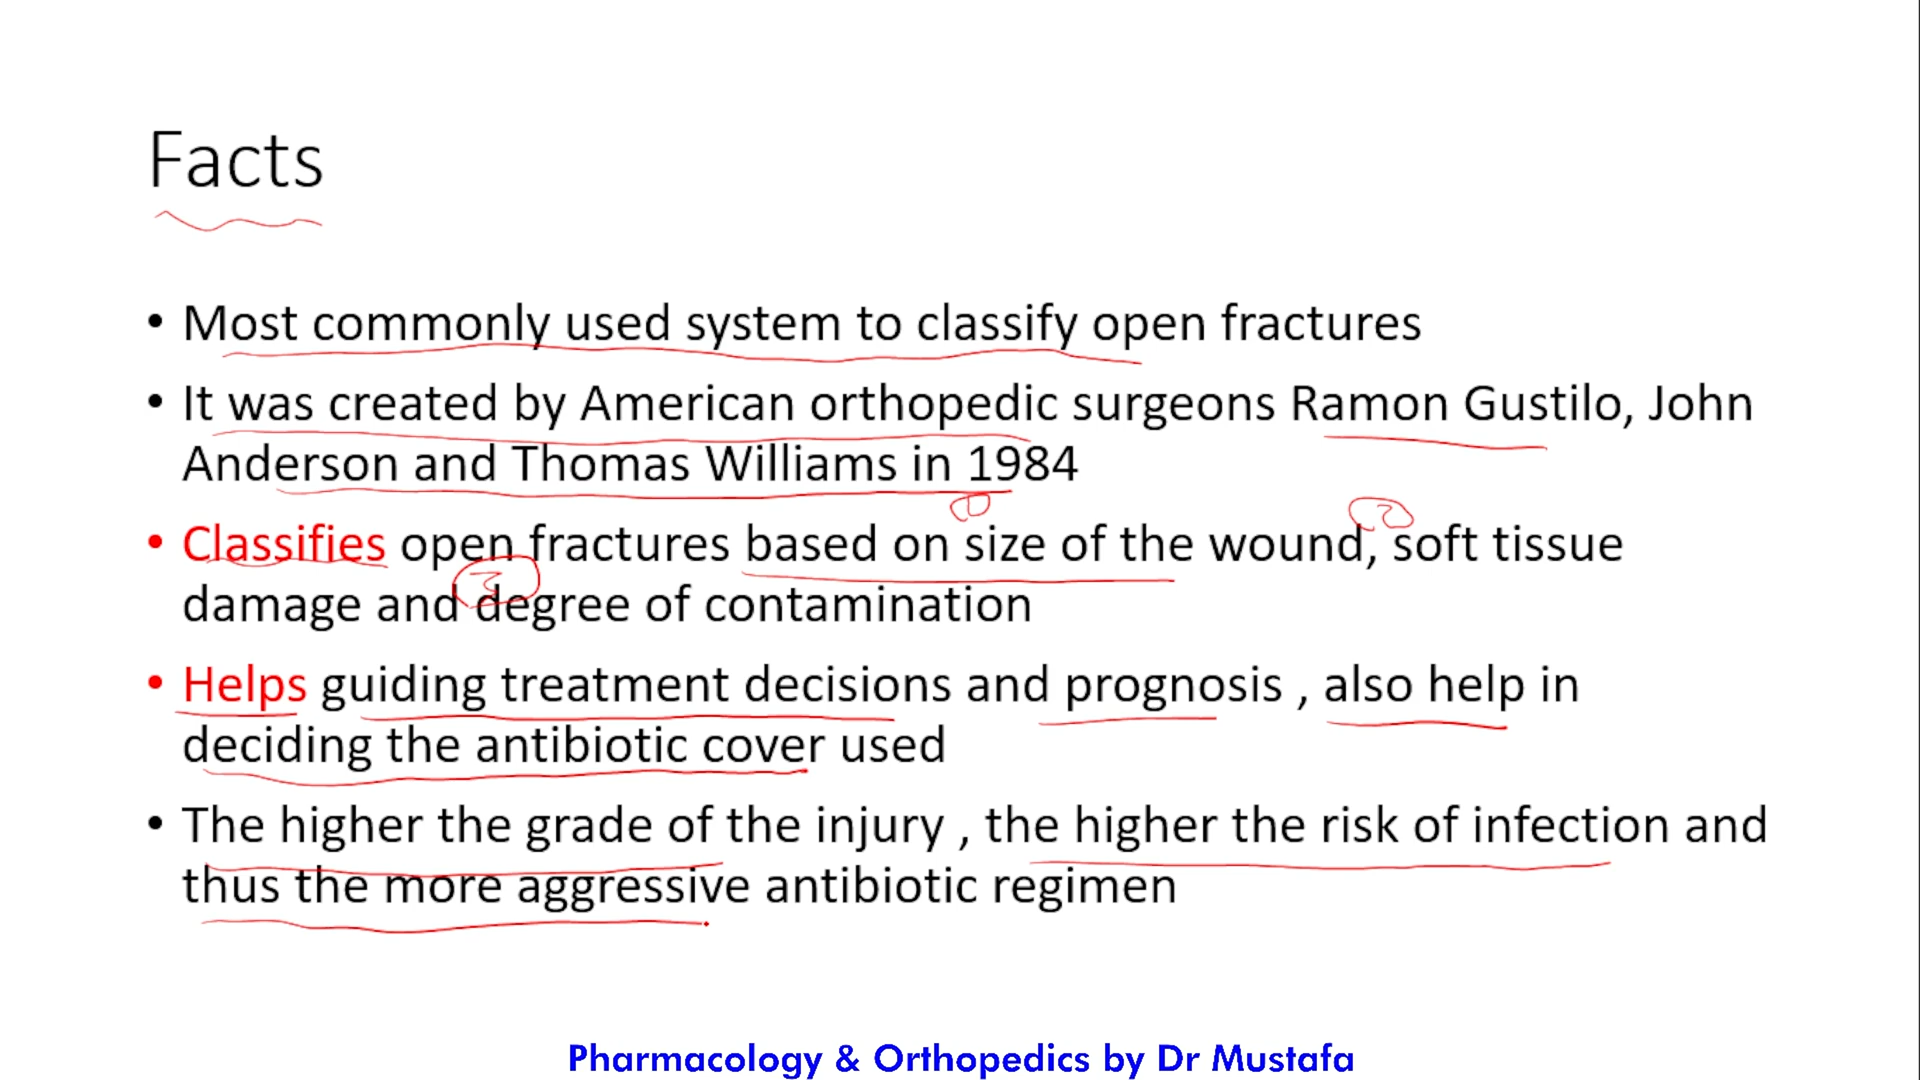 Facts
• Most commonly used system to classify open fractures
• It was created by American orthopedic surgeons Ramon Gustilo, John
Anderson and Thomas Williams in 1984
1 2
• Classifies open fractures based on size of the wound, soft tissue
3
damage and degree of contamination
• Helps guiding treatment decisions and prognosis , also help in
deciding the antibiotic cover used
• The higher the grade of the injury , the higher the risk of infection and
thus the more aggressive antibiotic regimen
Pharmacology & Orthopedics by Dr Mustafa